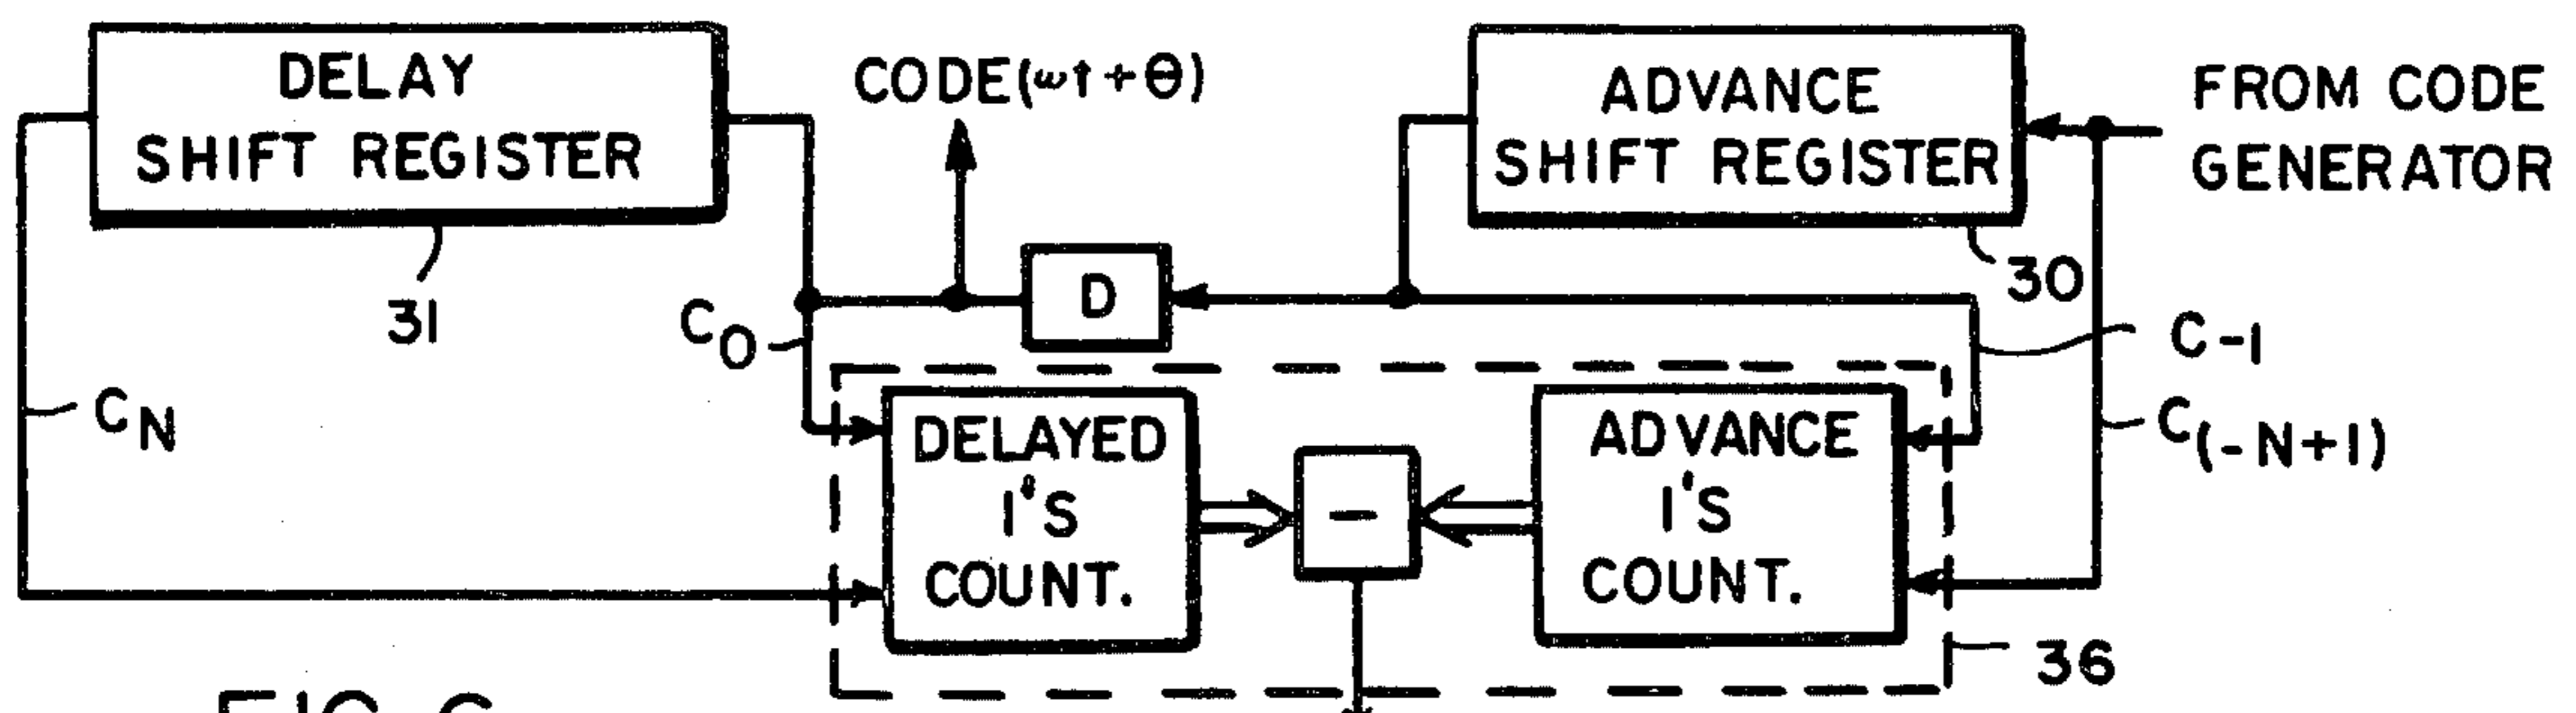 DELAY
SHIFT REGISTER
31
CODE(ωt+θ)
ADVANCE
SHIFT REGISTER
30
FROM CODE
GENERATOR
D
C0
CN
C-1
C(-N+1)
DELAYED
1'S
COUNT.
−
ADVANCE
1'S
COUNT.
36